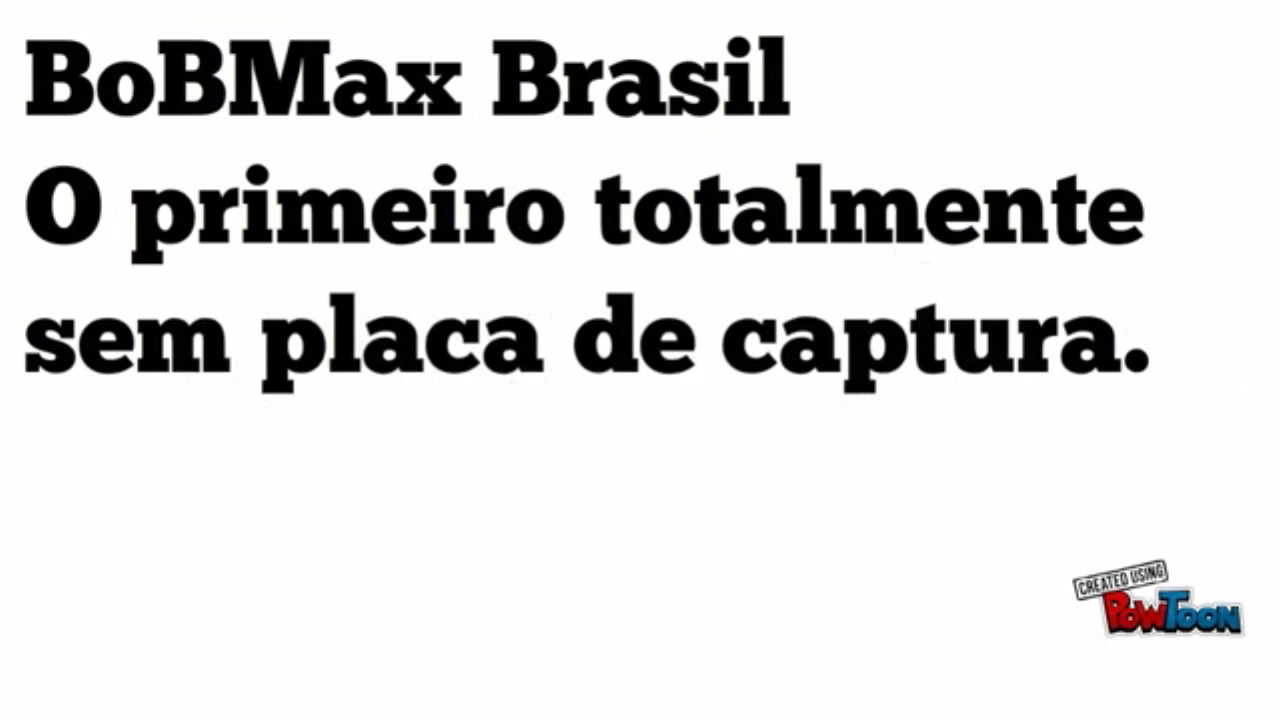 BoBMax Brasil
O primeiro totalmente
sem placa de captura.
CREATED USING
PowToon